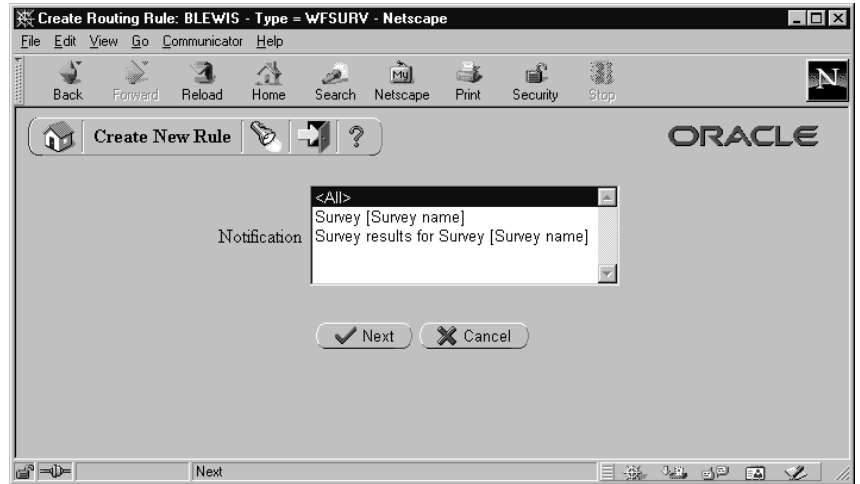 Create Routing Rule: BLEWIS - Type = WFSURV - Netscape
File Edit View Go Communicator Help
Back Forward Reload Home Search Netscape Print Security Stop
My
N
Create New Rule ?
ORACLE
<All>
Survey [Survey name]
Notification Survey results for Survey [Survey name]
Next Cancel
Next